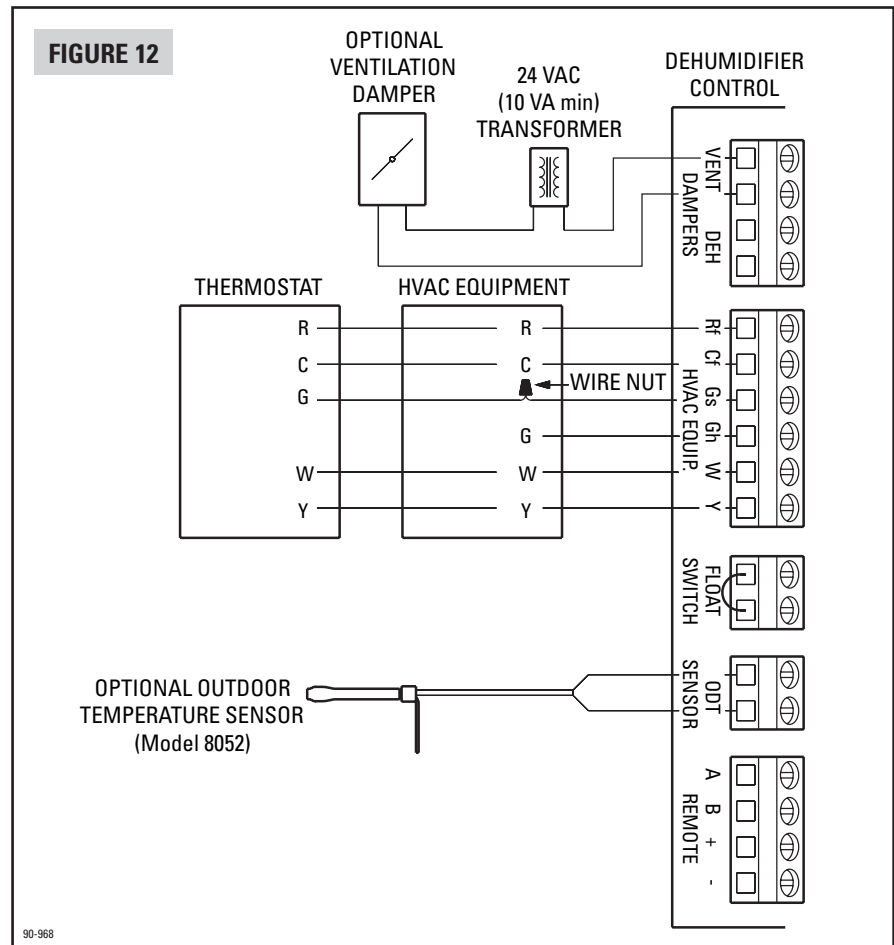 FIGURE 12
OPTIONAL
VENTILATION
DAMPER
24 VAC
(10 VA min)
TRANSFORMER
DEHUMIDIFIER
CONTROL
VENT
DEH
DAMPERS
THERMOSTAT
HVAC EQUIPMENT
R
C
G
W
Y
R
C
WIRE NUT
G
W
Y
Rf
Cf
Gs
Gh
W
Y
HVAC EQUIP.
FLOAT
SWITCH
OPTIONAL OUTDOOR
TEMPERATURE SENSOR
(Model 8052)
ODT
SENSOR
A
B
+
-
REMOTE
90-968